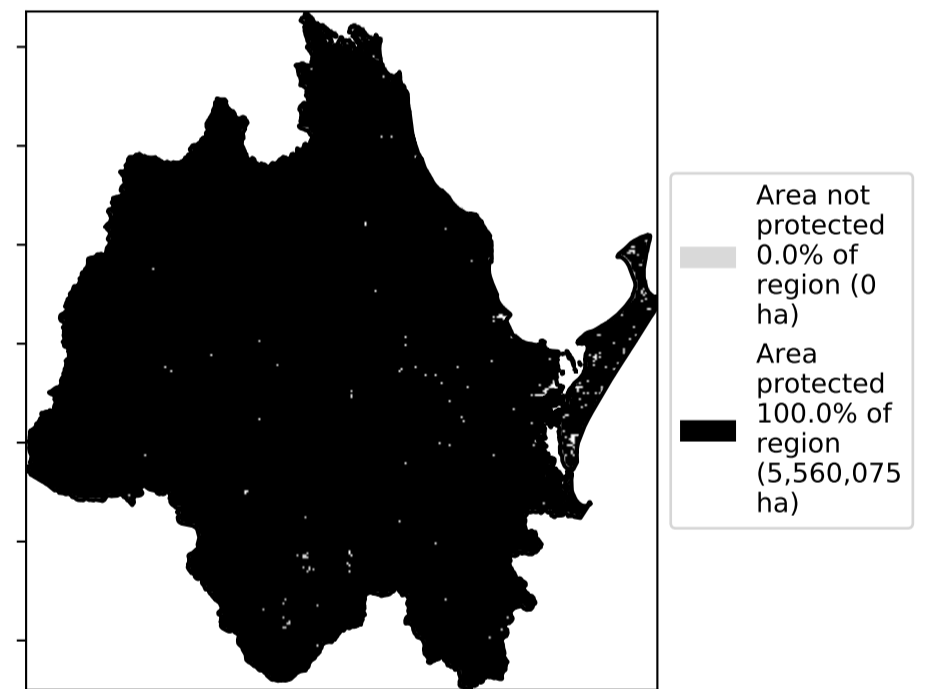 Area not
protected
0.0% of
region (0
ha)
Area
protected
100.0% of
region
(5,560,075
ha)